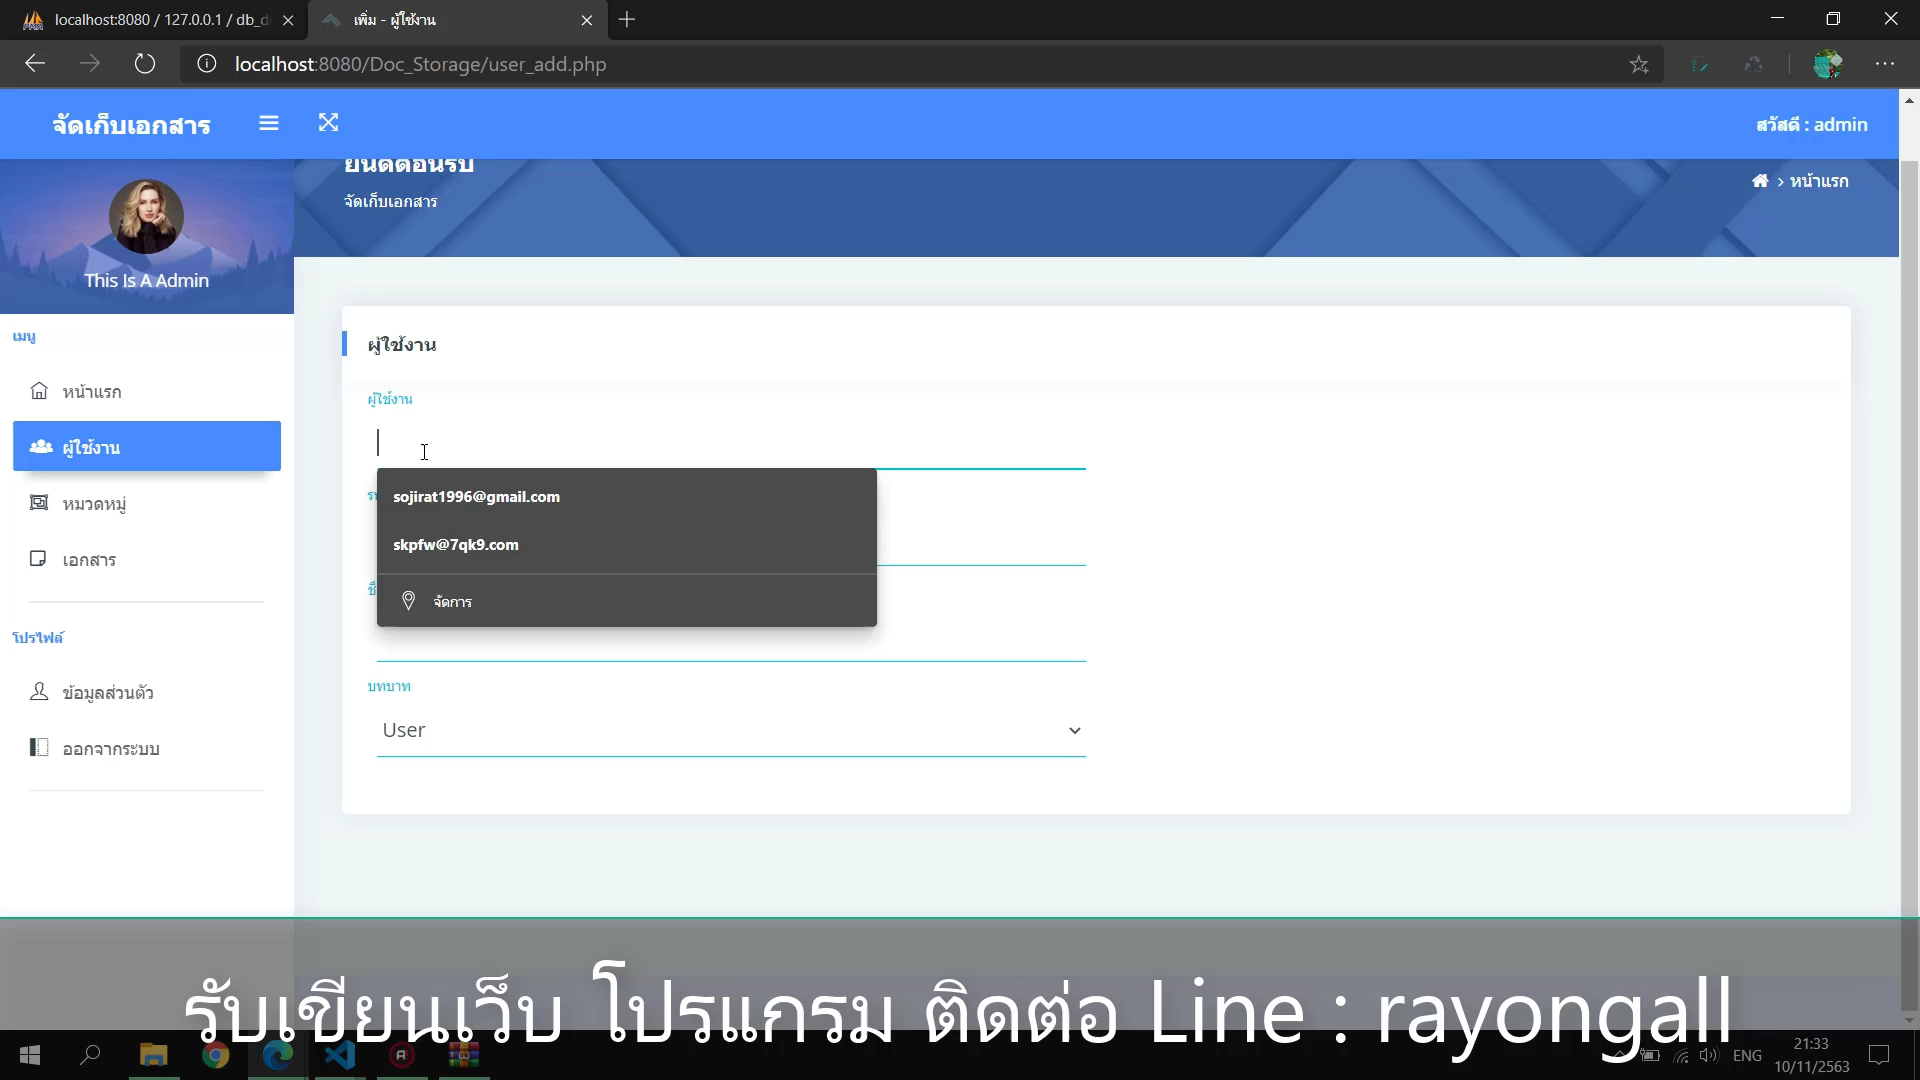 localhost:8080 / 127.0.0.1 / db_d
เพิ่ม - ผู้ใช้งาน
localhost:8080/Doc_Storage/user_add.php
จัดเก็บเอกสาร
สวัสดี : admin
ยินดีต้อนรับ
จัดเก็บเอกสาร
หน้าแรก
This Is A Admin
เมนู
หน้าแรก
ผู้ใช้งาน
หมวดหมู่
เอกสาร
โปรไฟล์
ข้อมูลส่วนตัว
ออกจากระบบ
ผู้ใช้งาน
ผู้ใช้งาน
sojirat1996@gmail.com
skpfw@7qk9.com
จัดการ
บทบาท
User
รับเขียนเว็บ โปรแกรม ติดต่อ Line : rayongall
ENG
21:33
10/11/2563